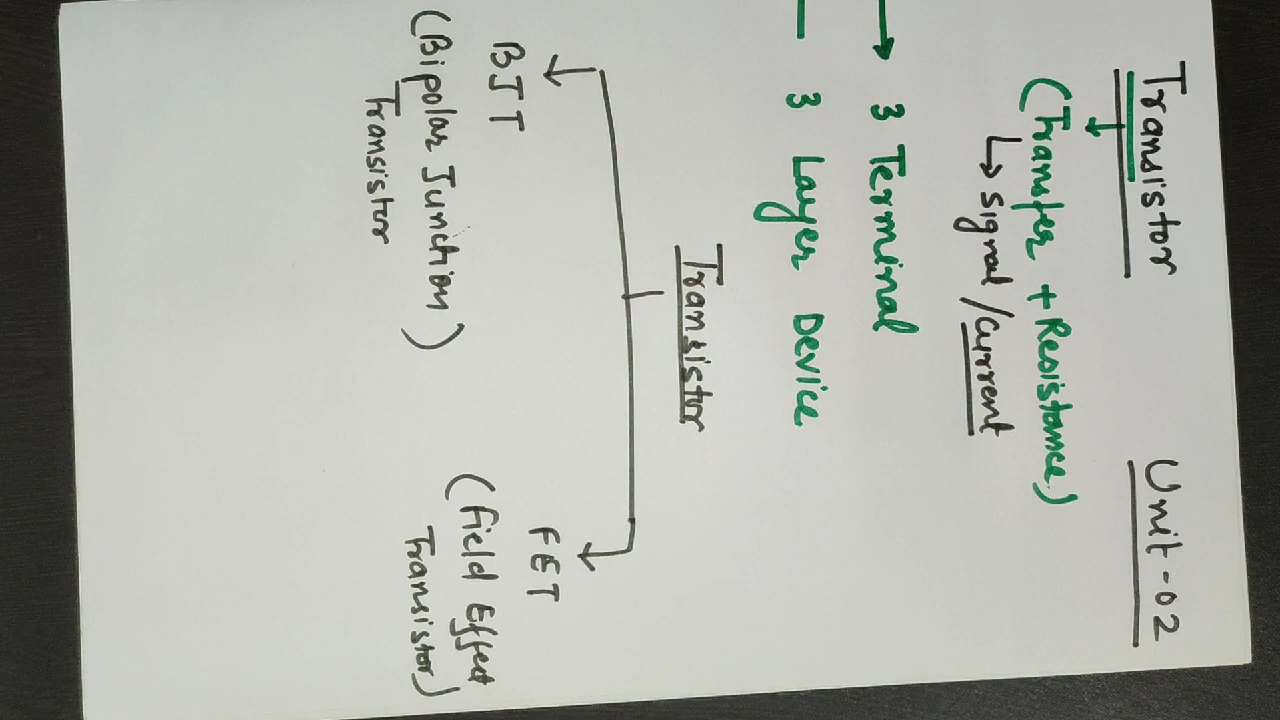 Transistor Unit-02
(Transfer + Resistance)
↳ signal/current
→ 3 Terminal
— 3 Layer Device
Transistor
BJT
(Bipolar Junction)
Transistor
FET
(Field Effect
Transistor)